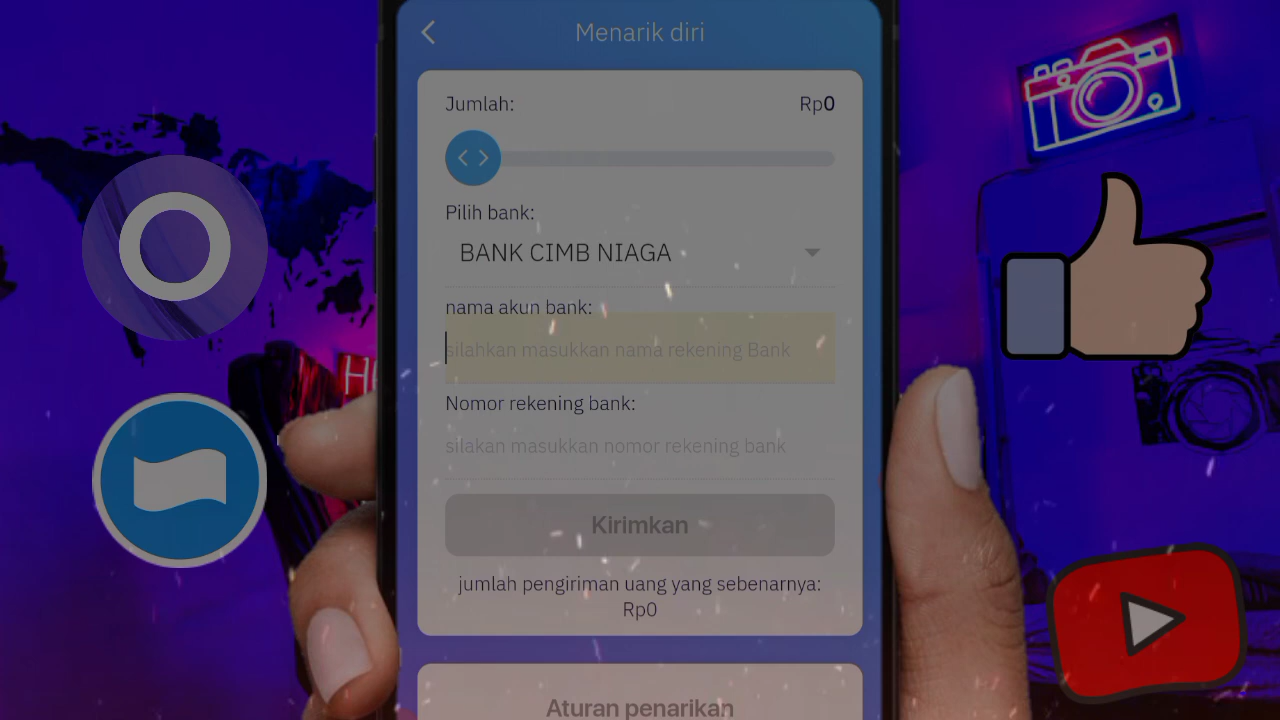 Menarik diri
Jumlah: Rp0
Pilih bank:
BANK CIMB NIAGA
nama akun bank:
silahkan masukkan nama rekening Bank
Nomor rekening bank:
silakan masukkan nomor rekening bank
Kirimkan
jumlah pengiriman uang yang sebenarnya:
Rp0
Aturan penarikan